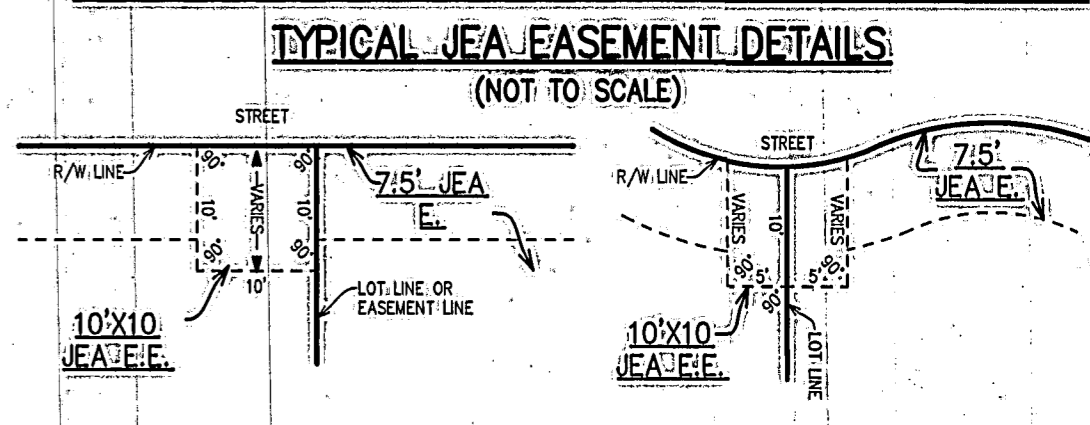 TYPICAL JEA EASEMENT DETAILS
(NOT TO SCALE)
STREET
R/W LINE
90°
90°
10'
VARIES
10'
90°
90°
10'
7.5' JEA
E.
LOT LINE OR
EASEMENT LINE
10'X10
JEA E.E.
STREET
R/W LINE
7.5'
JEA E.
VARIES
10'
VARIES
90°
5'
5'
90°
90°
10'X10
JEA E.E.
LOT LINE